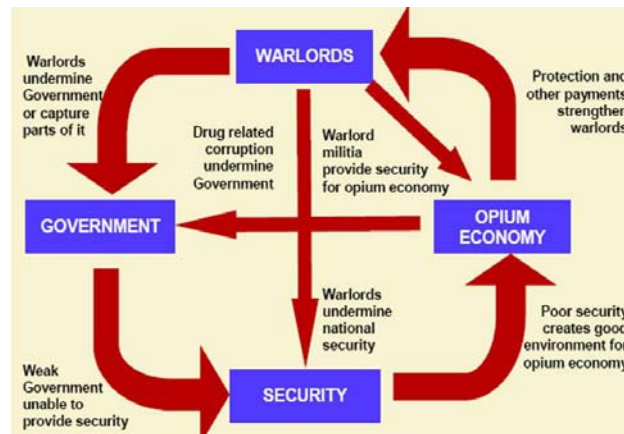 WARLORDS
Warlords
undermine
Government
or capture
parts of it
Protection and
other payments
strengthen
warlords
Drug related
corruption
undermine
Government
Warlord
militia
provide security
for opium economy
GOVERNMENT
OPIUM
ECONOMY
Warlords
undermine
national
security
Poor security
creates good
environment for
opium economy
Weak
Government
unable to
provide security
SECURITY